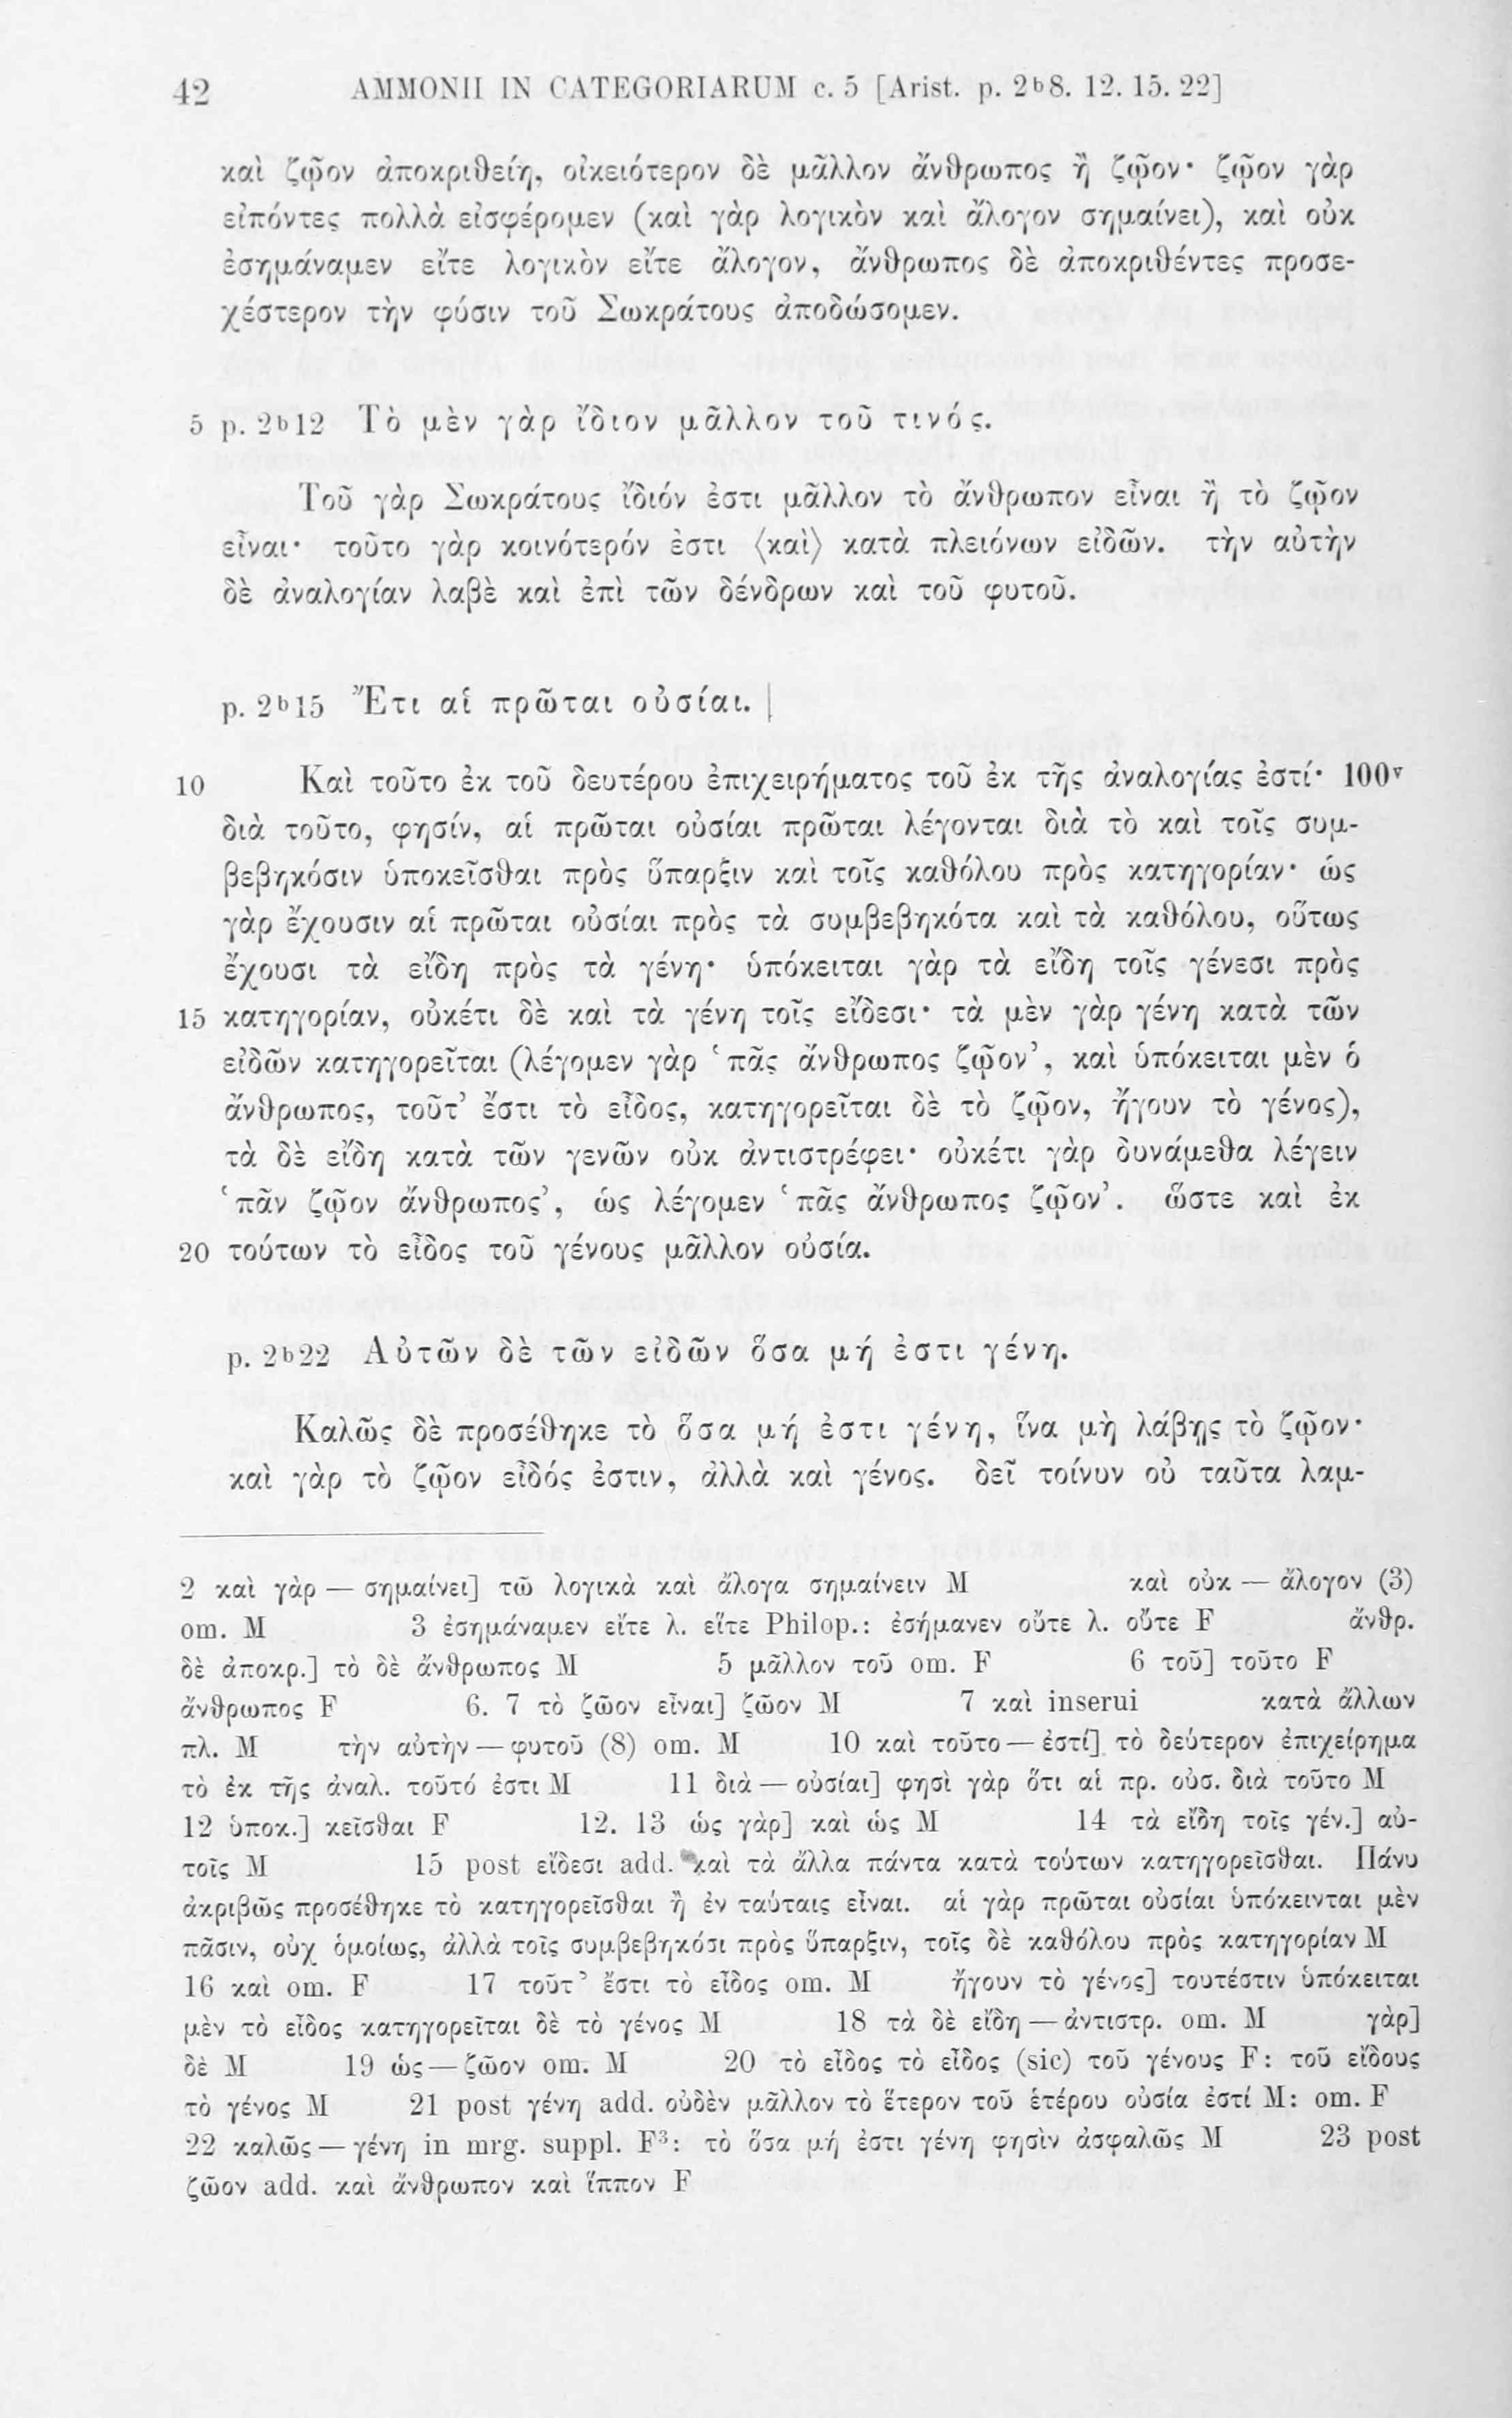 42 AMMONII IN CATEGORIARUM c. 5 [Arist. p. 2ᵇ8. 12. 15. 22]
καὶ ζῷον ἀποκριθείη, οἰκειότερον δὲ μᾶλλον ἄνθρωπος ἢ ζῷον· ζῷον γὰρ
εἰπόντες πολλὰ εἰσφέρομεν (καὶ γὰρ λογικὸν καὶ ἄλογον σημαίνει), καὶ οὐκ
ἐσημάναμεν εἴτε λογικὸν εἴτε ἄλογον, ἄνθρωπος δὲ ἀποκριθέντες προσε-
χέστερον τὴν φύσιν τοῦ Σωκράτους ἀποδώσομεν.
5 p. 2ᵇ12 Τὸ μὲν γὰρ ἴδιον μᾶλλον τοῦ τινός.
Τοῦ γὰρ Σωκράτους ἴδιόν ἐστι μᾶλλον τὸ ἄνθρωπον εἶναι ἢ τὸ ζῷον
εἶναι· τοῦτο γὰρ κοινότερόν ἐστι ⟨καὶ⟩ κατὰ πλειόνων εἰδῶν. τὴν αὐτὴν
δὲ ἀναλογίαν λαβὲ καὶ ἐπὶ τῶν δένδρων καὶ τοῦ φυτοῦ.
p. 2ᵇ15 Ἔτι αἱ πρῶται οὐσίαι. |
10 Καὶ τοῦτο ἐκ τοῦ δευτέρου ἐπιχειρήματος τοῦ ἐκ τῆς ἀναλογίας ἐστί· 100ᵛ
διὰ τοῦτο, φησίν, αἱ πρῶται οὐσίαι πρῶται λέγονται διὰ τὸ καὶ τοῖς συμ-
βεβηκόσιν ὑποκεῖσθαι πρὸς ὕπαρξιν καὶ τοῖς καθόλου πρὸς κατηγορίαν· ὡς
γὰρ ἔχουσιν αἱ πρῶται οὐσίαι πρὸς τὰ συμβεβηκότα καὶ τὰ καθόλου, οὕτως
ἔχουσι τὰ εἴδη πρὸς τὰ γένη· ὑπόκειται γὰρ τὰ εἴδη τοῖς γένεσι πρὸς
15 κατηγορίαν, οὐκέτι δὲ καὶ τὰ γένη τοῖς εἴδεσι· τὰ μὲν γὰρ γένη κατὰ τῶν
εἰδῶν κατηγορεῖται (λέγομεν γὰρ ‘πᾶς ἄνθρωπος ζῷον’, καὶ ὑπόκειται μὲν ὁ
ἄνθρωπος, τοῦτ’ ἔστι τὸ εἶδος, κατηγορεῖται δὲ τὸ ζῷον, ἤγουν τὸ γένος),
τὰ δὲ εἴδη κατὰ τῶν γενῶν οὐκ ἀντιστρέφει· οὐκέτι γὰρ δυνάμεθα λέγειν
‘πᾶν ζῷον ἄνθρωπος’, ὡς λέγομεν ‘πᾶς ἄνθρωπος ζῷον’. ὥστε καὶ ἐκ
20 τούτων τὸ εἶδος τοῦ γένους μᾶλλον οὐσία.
p. 2ᵇ22 Αὐτῶν δὲ τῶν εἰδῶν ὅσα μή ἐστι γένη.
Καλῶς δὲ προσέθηκε τὸ ὅσα μή ἐστι γένη, ἵνα μὴ λάβῃς τὸ ζῷον·
καὶ γὰρ τὸ ζῷον εἶδός ἐστιν, ἀλλὰ καὶ γένος. δεῖ τοίνυν οὐ ταῦτα λαμ-
2 καὶ γὰρ — σημαίνει] τῶ λογικὰ καὶ ἄλογα σημαίνειν M καὶ οὐκ — ἄλογον (3)
om. M 3 ἐσημάναμεν εἴτε λ. εἴτε Philop.: ἐσήμανεν οὔτε λ. οὔτε F ἄνθρ.
δὲ ἀποκρ.] τὸ δὲ ἄνθρωπος M 5 μᾶλλον τοῦ om. F 6 τοῦ] τοῦτο F
ἄνθρωπος F 6. 7 τὸ ζῶον εἶναι] ζῶον M 7 καὶ inserui κατὰ ἄλλων
πλ. M τὴν αὐτὴν — φυτοῦ (8) om. M 10 καὶ τοῦτο — ἐστί] τὸ δεύτερον ἐπιχείρημα
τὸ ἐκ τῆς ἀναλ. τοῦτό ἐστι M 11 διὰ — οὐσίαι] φησὶ γὰρ ὅτι αἱ πρ. οὐσ. διὰ τοῦτο M
12 ὑποκ.] κεῖσθαι F 12. 13 ὡς γὰρ] καὶ ὡς M 14 τὰ εἴδη τοῖς γέν.] αὐ-
τοῖς M 15 post εἴδεσι add. καὶ τὰ ἄλλα πάντα κατὰ τούτων κατηγορεῖσθαι. Πάνυ
ἀκριβῶς προσέθηκε τὸ κατηγορεῖσθαι ἢ ἐν ταύταις εἶναι. αἱ γὰρ πρῶται οὐσίαι ὑπόκεινται μὲν
πᾶσιν, οὐχ ὁμοίως, ἀλλὰ τοῖς συμβεβηκόσι πρὸς ὕπαρξιν, τοῖς δὲ καθόλου πρὸς κατηγορίαν M
16 καὶ om. F 17 τοῦτ’ ἔστι τὸ εἶδος om. M ἤγουν τὸ γένος] τουτέστιν ὑπόκειται
μὲν τὸ εἶδος κατηγορεῖται δὲ τὸ γένος M 18 τὰ δὲ εἴδη — ἀντιστρ. om. M γὰρ]
δὲ M 19 ὡς — ζῶον om. M 20 τὸ εἶδος τὸ εἶδος (sic) τοῦ γένους F: τοῦ εἴδους
τὸ γένος M 21 post γένη add. οὐδὲν μᾶλλον τὸ ἕτερον τοῦ ἑτέρου οὐσία ἐστί M: om. F
22 καλῶς — γένη in mrg. suppl. F³: τὸ ὅσα μή ἐστι γένη φησὶν ἀσφαλῶς M 23 post
ζῶον add. καὶ ἄνθρωπον καὶ ἵππον F